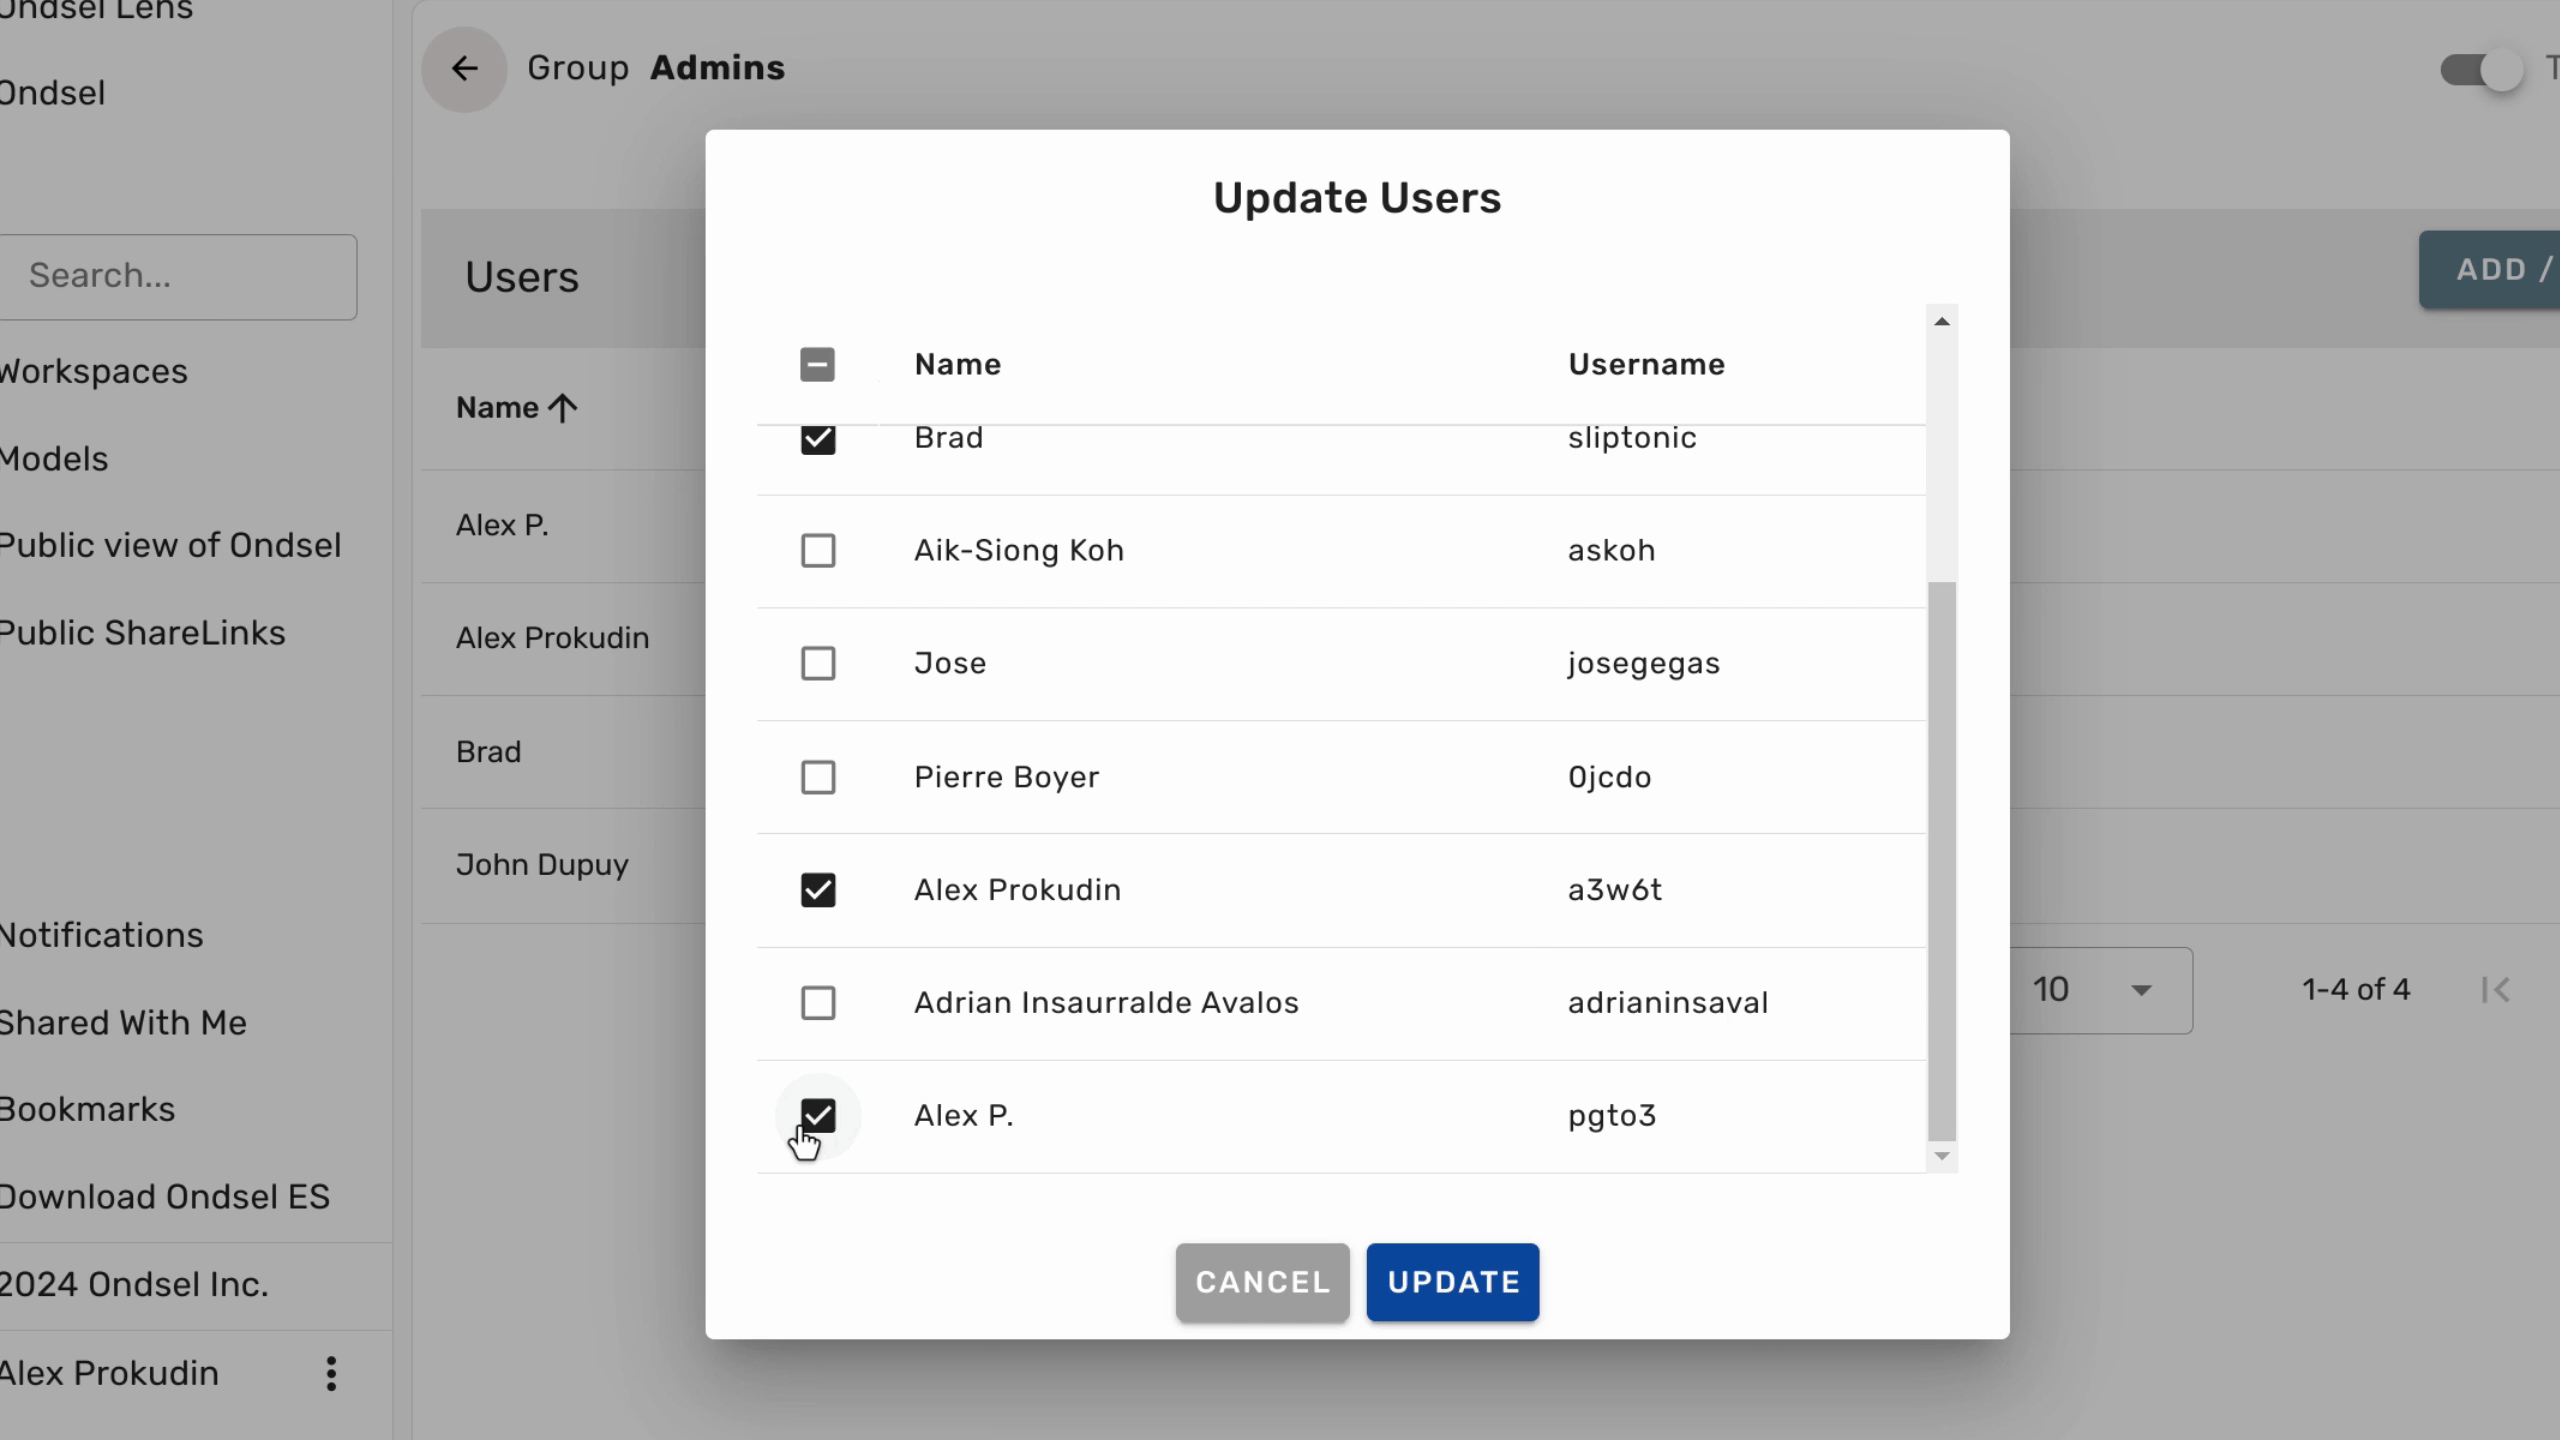 Ondsel Lens
Ondsel
Search...
Workspaces
Models
Public view of Ondsel
Public ShareLinks
Notifications
Shared With Me
Bookmarks
Download Ondsel ES
2024 Ondsel Inc.
Alex Prokudin
Group Admins
Users
ADD /
Name
Alex P.
Alex Prokudin
Brad
John Dupuy
10
1-4 of 4
Update Users
Name Username
Brad sliptonic
Aik-Siong Koh askoh
Jose josegegas
Pierre Boyer 0jcdo
Alex Prokudin a3w6t
Adrian Insaurralde Avalos adrianinsaval
Alex P. pgto3
CANCEL UPDATE